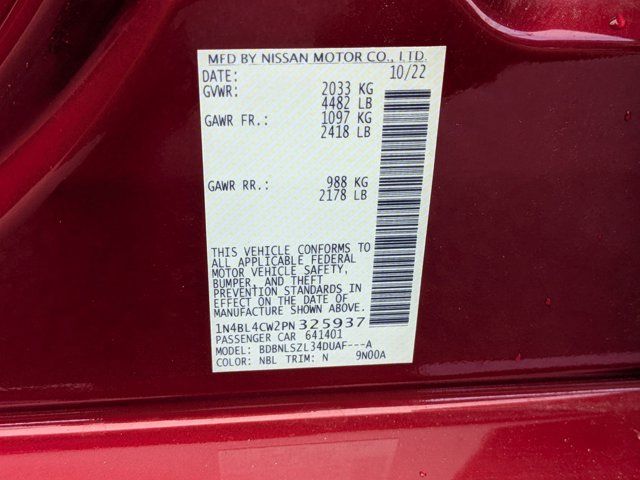 MFD BY NISSAN MOTOR CO., LTD.
DATE: 10/22
GVWR: 2033 KG
4482 LB
GAWR FR.: 1097 KG
2418 LB
GAWR RR.: 988 KG
2178 LB
THIS VEHICLE CONFORMS TO
ALL APPLICABLE FEDERAL
MOTOR VEHICLE SAFETY,
BUMPER, AND THEFT
PREVENTION STANDARDS IN
EFFECT ON THE DATE OF
MANUFACTURE SHOWN ABOVE.
1N4BL4CW2PN325937
PASSENGER CAR 641401
MODEL: BDBNLSZL34DUAF---A
COLOR: NBL TRIM: N 9N00A